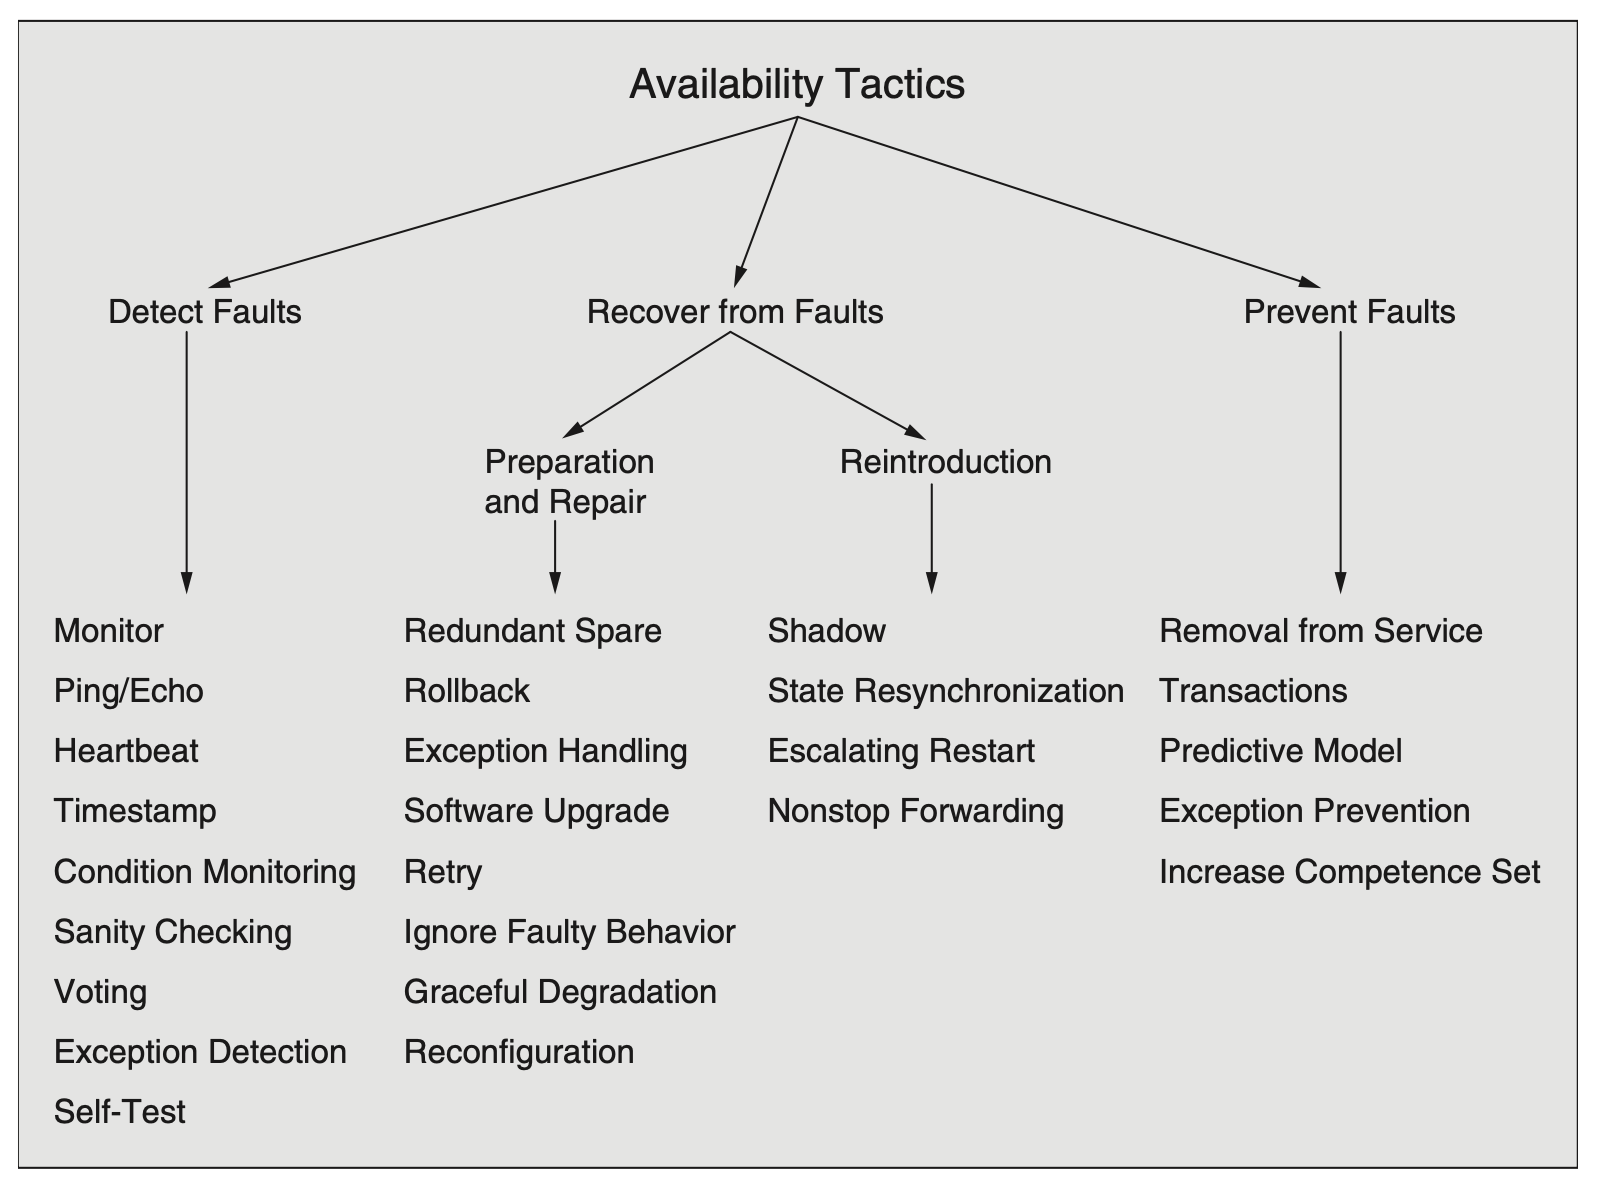 Availability Tactics
Detect Faults
Recover from Faults
Prevent Faults
Preparation
and Repair
Reintroduction
Monitor
Ping/Echo
Heartbeat
Timestamp
Condition Monitoring
Sanity Checking
Voting
Exception Detection
Self-Test
Redundant Spare
Rollback
Exception Handling
Software Upgrade
Retry
Ignore Faulty Behavior
Graceful Degradation
Reconfiguration
Shadow
State Resynchronization
Escalating Restart
Nonstop Forwarding
Removal from Service
Transactions
Predictive Model
Exception Prevention
Increase Competence Set